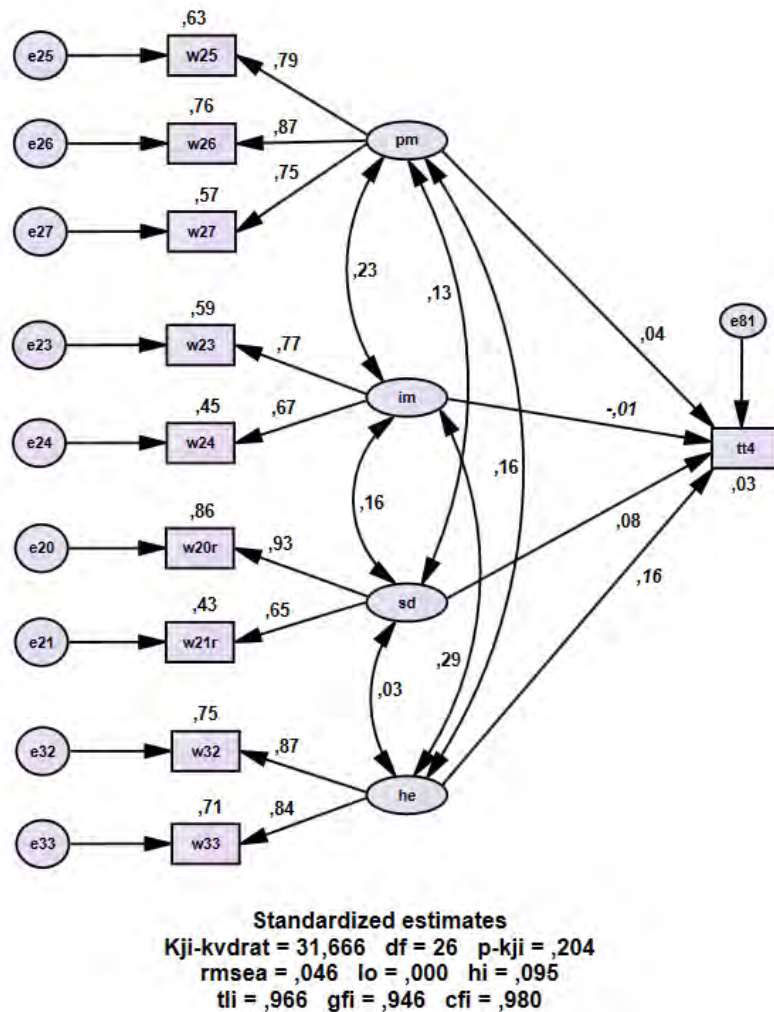 ,63
e25 w25 ,79
,76
e26 w26 ,87 pm
,75
,57
e27 w27
,23 ,13
,59 e81
e23 w23 ,77 ,04
im -,01
,45 ,67
e24 w24 tt4
,16 ,03
,16 ,08
,86
e20 w20r ,93
,16
sd
,43 ,65
e21 w21r ,29
,03
,75
e32 w32 ,87
he
,71 ,84
e33 w33
Standardized estimates
Kji-kvdrat = 31,666 df = 26 p-kji = ,204
rmsea = ,046 lo = ,000 hi = ,095
tli = ,966 gfi = ,946 cfi = ,980